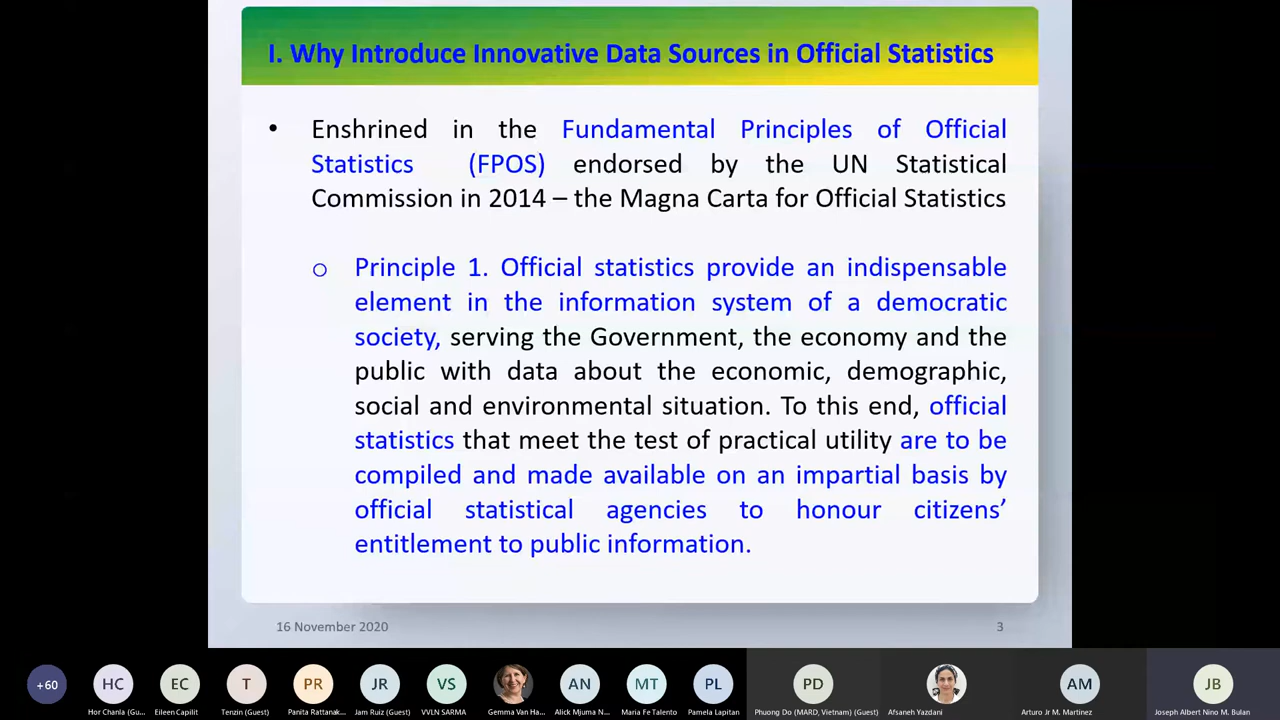 I. Why Introduce Innovative Data Sources in Official Statistics
• Enshrined in the Fundamental Principles of Official
Statistics (FPOS) endorsed by the UN Statistical
Commission in 2014 – the Magna Carta for Official Statistics
o Principle 1. Official statistics provide an indispensable
element in the information system of a democratic
society, serving the Government, the economy and the
public with data about the economic, demographic,
social and environmental situation. To this end, official
statistics that meet the test of practical utility are to be
compiled and made available on an impartial basis by
official statistical agencies to honour citizens’
entitlement to public information.
16 November 2020 3
+60 HC EC T PR JR VS AN MT PL PD AM JB
Hor Chanla (Gu... Eileen Capilit Tenzin (Guest) Panita Rattanak... Jam Ruiz (Guest) VVLN SARMA Gemma Van Ha... Alick Mjuma N... Maria Fe Talento Pamela Lapitan Phuong Do (MARD, Vietnam) (Guest) Afsaneh Yazdani Arturo Jr M. Martinez Joseph Albert Nino M. Bulan